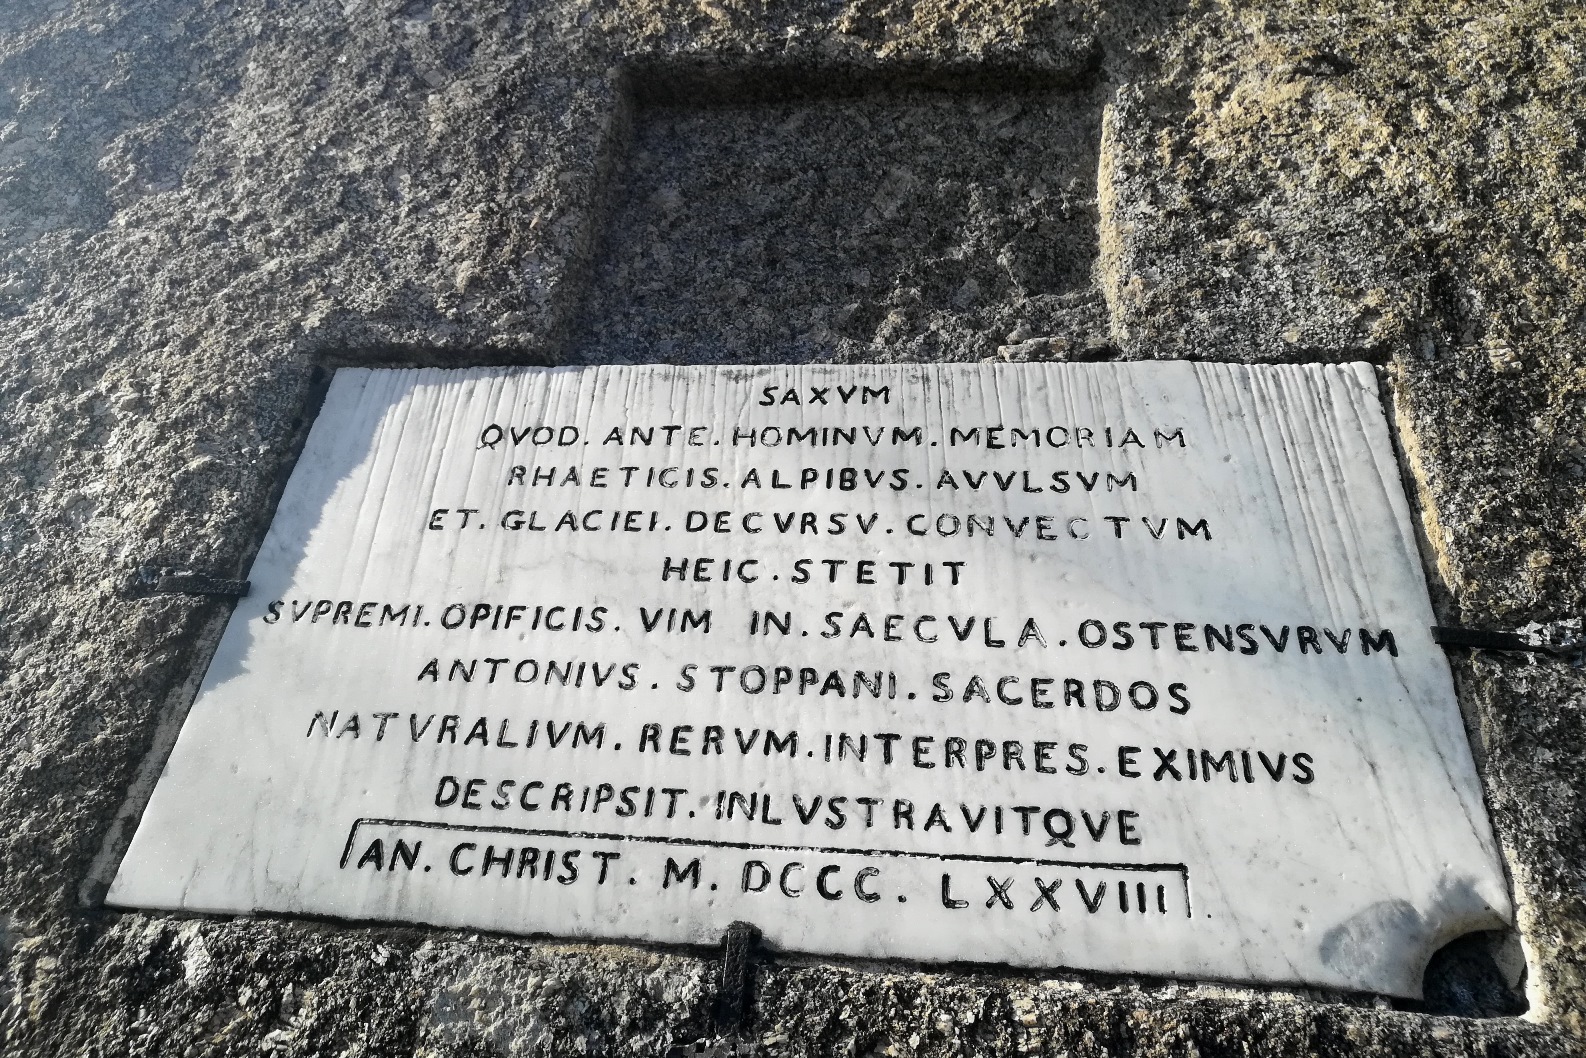 SAXVM
QVOD. ANTE. HOMINVM. MEMORIAM
RHAETICIS. ALPIBVS. AVVLSVM
ET. GLACIEI. DECVRSV. CONVECTVM
HEIC. STETIT
SVPREMI. OPIFICIS. VIM IN. SAECVLA. OSTENSVRVM
ANTONIVS. STOPPANI. SACERDOS
NATVRALIVM. RERVM. INTERPRES. EXIMIVS
DESCRIPSIT. INLVSTRAVITQVE
AN. CHRIST. M. DCCC. LXXVIII.